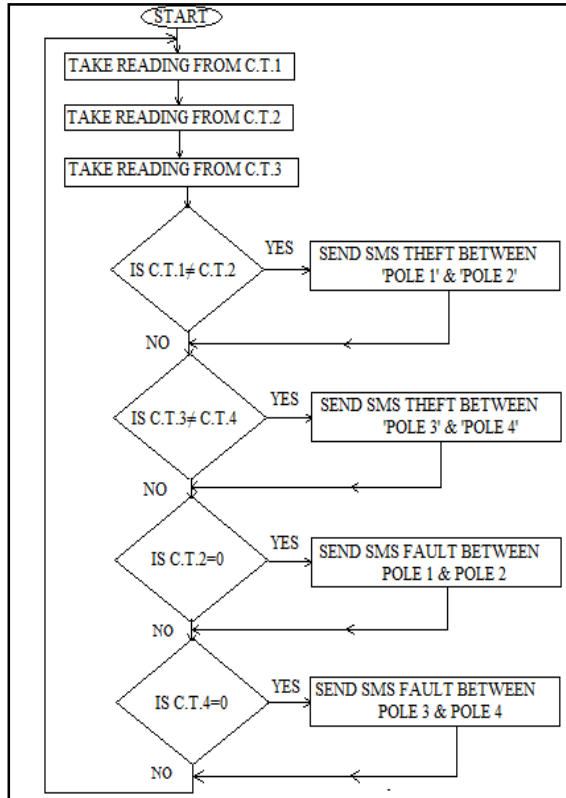 START
TAKE READING FROM C.T.1
TAKE READING FROM C.T.2
TAKE READING FROM C.T.3
IS C.T.1≠ C.T.2
YES
SEND SMS THEFT BETWEEN
'POLE 1' & 'POLE 2'
NO
IS C.T.3≠ C.T.4
YES
SEND SMS THEFT BETWEEN
'POLE 3' & 'POLE 4'
NO
IS C.T.2=0
YES
SEND SMS FAULT BETWEEN
POLE 1 & POLE 2
NO
IS C.T.4=0
YES
SEND SMS FAULT BETWEEN
POLE 3 & POLE 4
NO